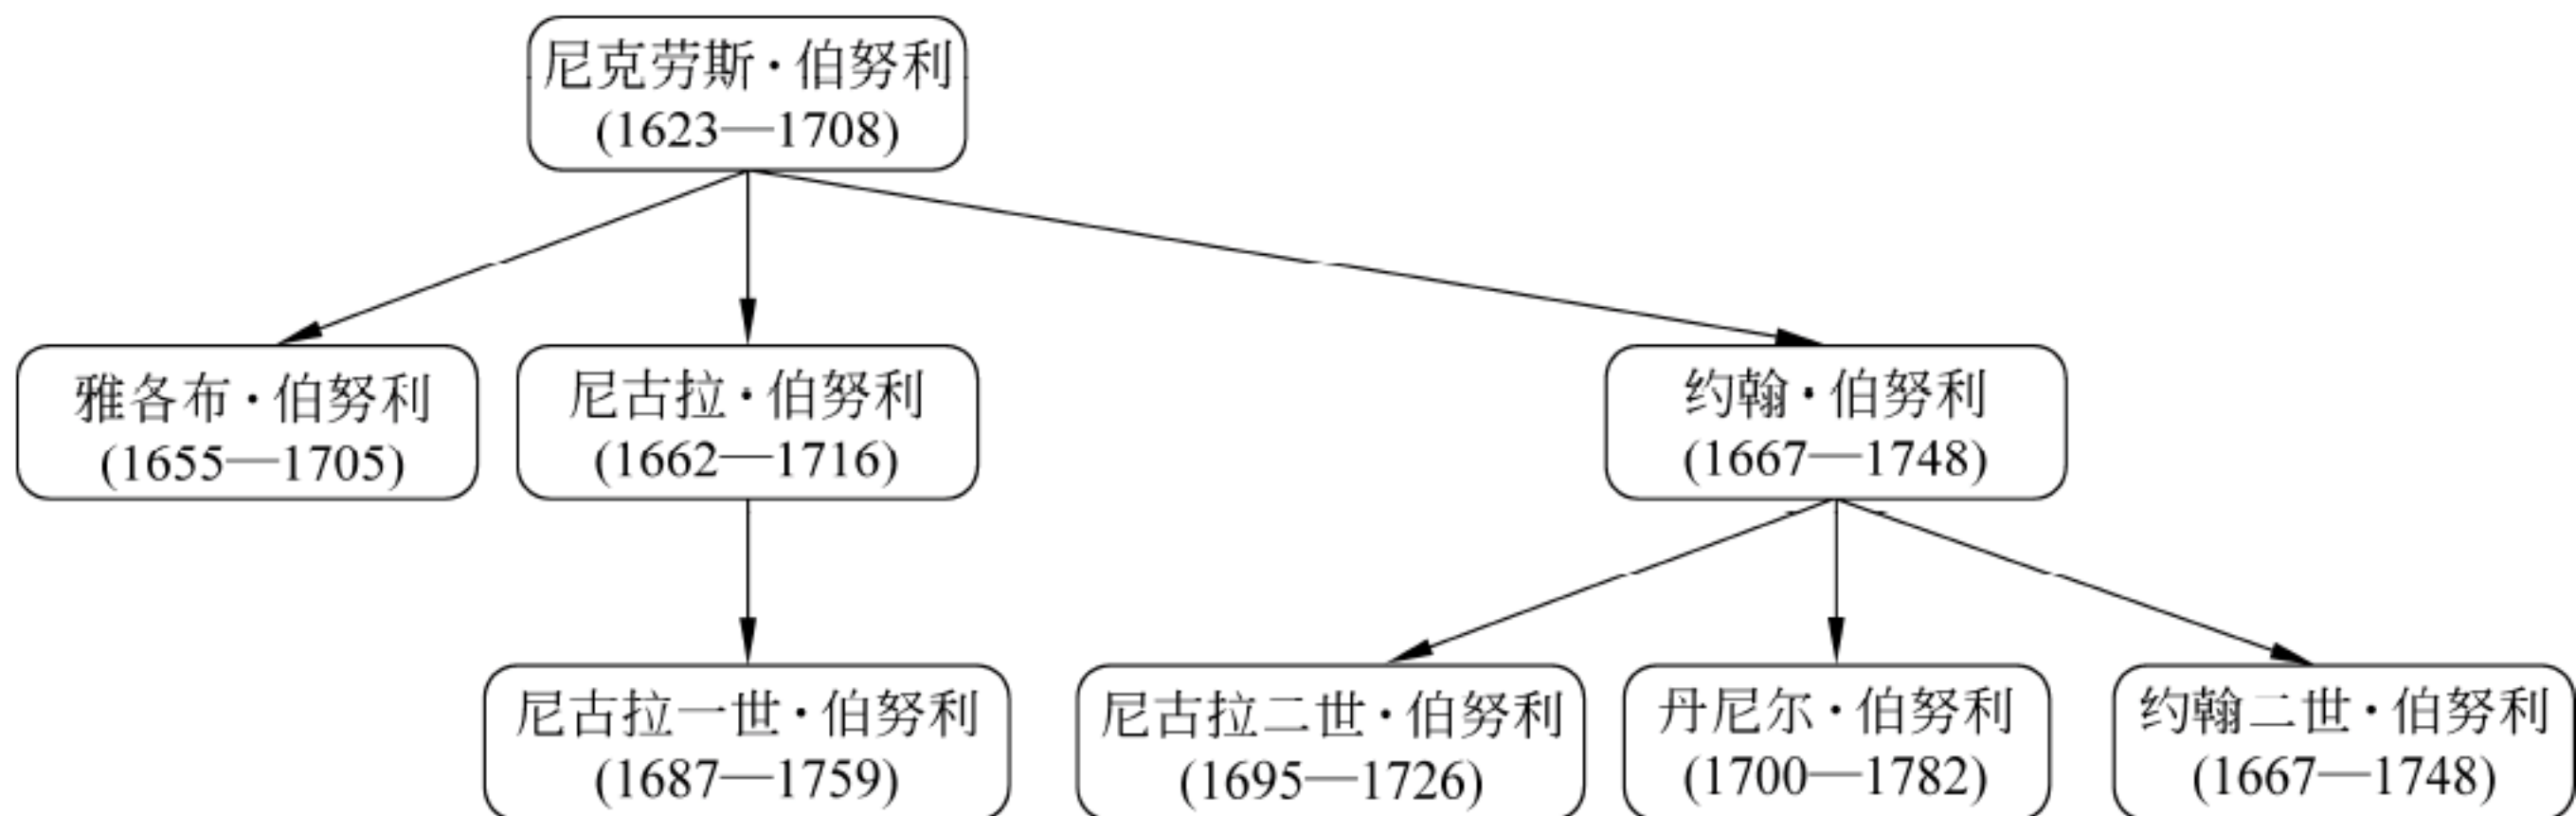 尼克劳斯·伯努利
(1623—1708)
雅各布·伯努利
(1655—1705)
尼古拉·伯努利
(1662—1716)
约翰·伯努利
(1667—1748)
尼古拉一世·伯努利
(1687—1759)
尼古拉二世·伯努利
(1695—1726)
丹尼尔·伯努利
(1700—1782)
约翰二世·伯努利
(1667—1748)